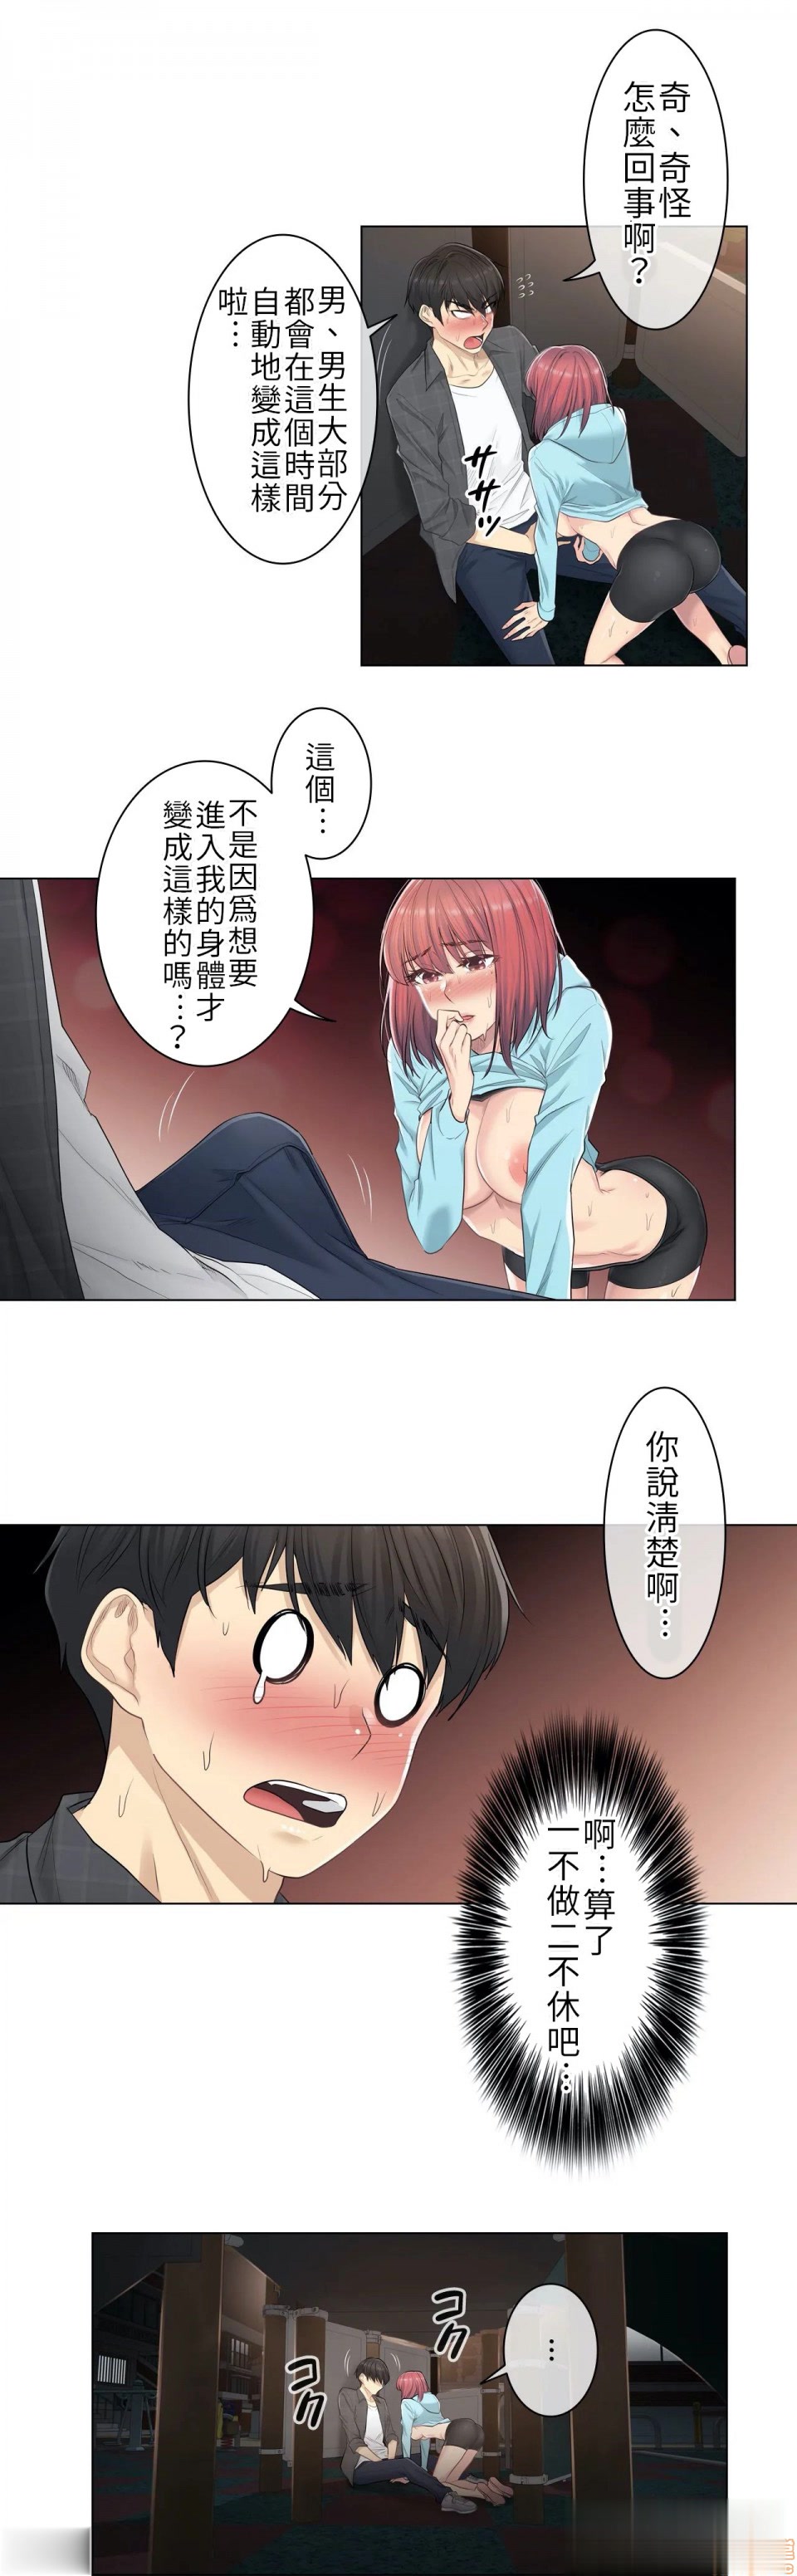 奇、奇怪
怎麼回事啊？
男、男生大部分
都會在這個時間
自動地變成這樣
啦…
サ
サ
ッ
這個…
不是因爲想要
進入我的身體才
變成這樣的嗎…？
你說淸楚啊…
啊…算了
一不做二不休吧…
コク
コク
…